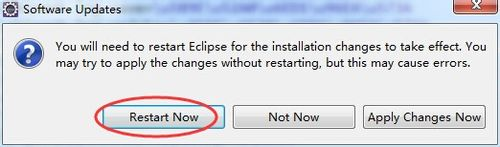 Software Updates
You will need to restart Eclipse for the installation changes to take effect. You
may try to apply the changes without restarting, but this may cause errors.
Restart Now Not Now Apply Changes Now